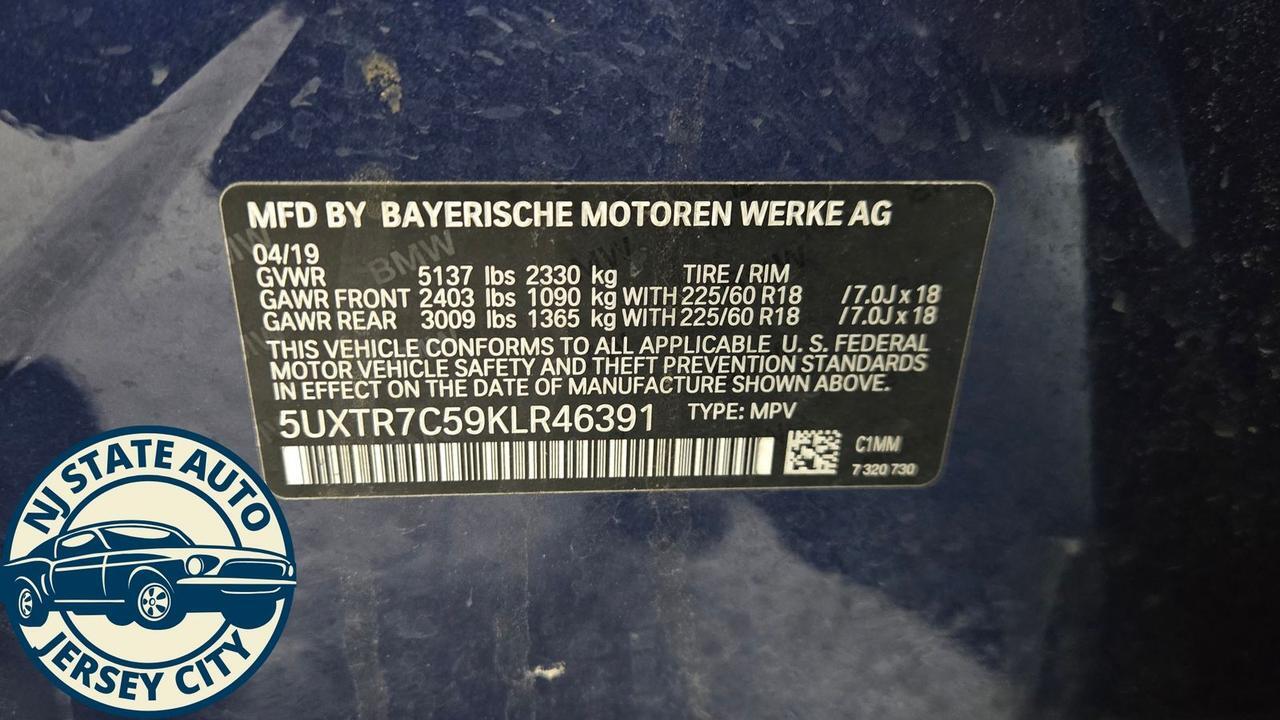 MFD BY BAYERISCHE MOTOREN WERKE AG
04/19
GVWR 5137 lbs 2330 kg TIRE / RIM
GAWR FRONT 2403 lbs 1090 kg WITH 225/60 R18 / 7.0J x 18
GAWR REAR 3009 lbs 1365 kg WITH 225/60 R18 / 7.0J x 18
THIS VEHICLE CONFORMS TO ALL APPLICABLE U. S. FEDERAL
MOTOR VEHICLE SAFETY AND THEFT PREVENTION STANDARDS
IN EFFECT ON THE DATE OF MANUFACTURE SHOWN ABOVE.
5UXTR7C59KLR46391 TYPE: MPV
C1MM
7 320 730
BMW
NJ STATE AUTO
JERSEY CITY